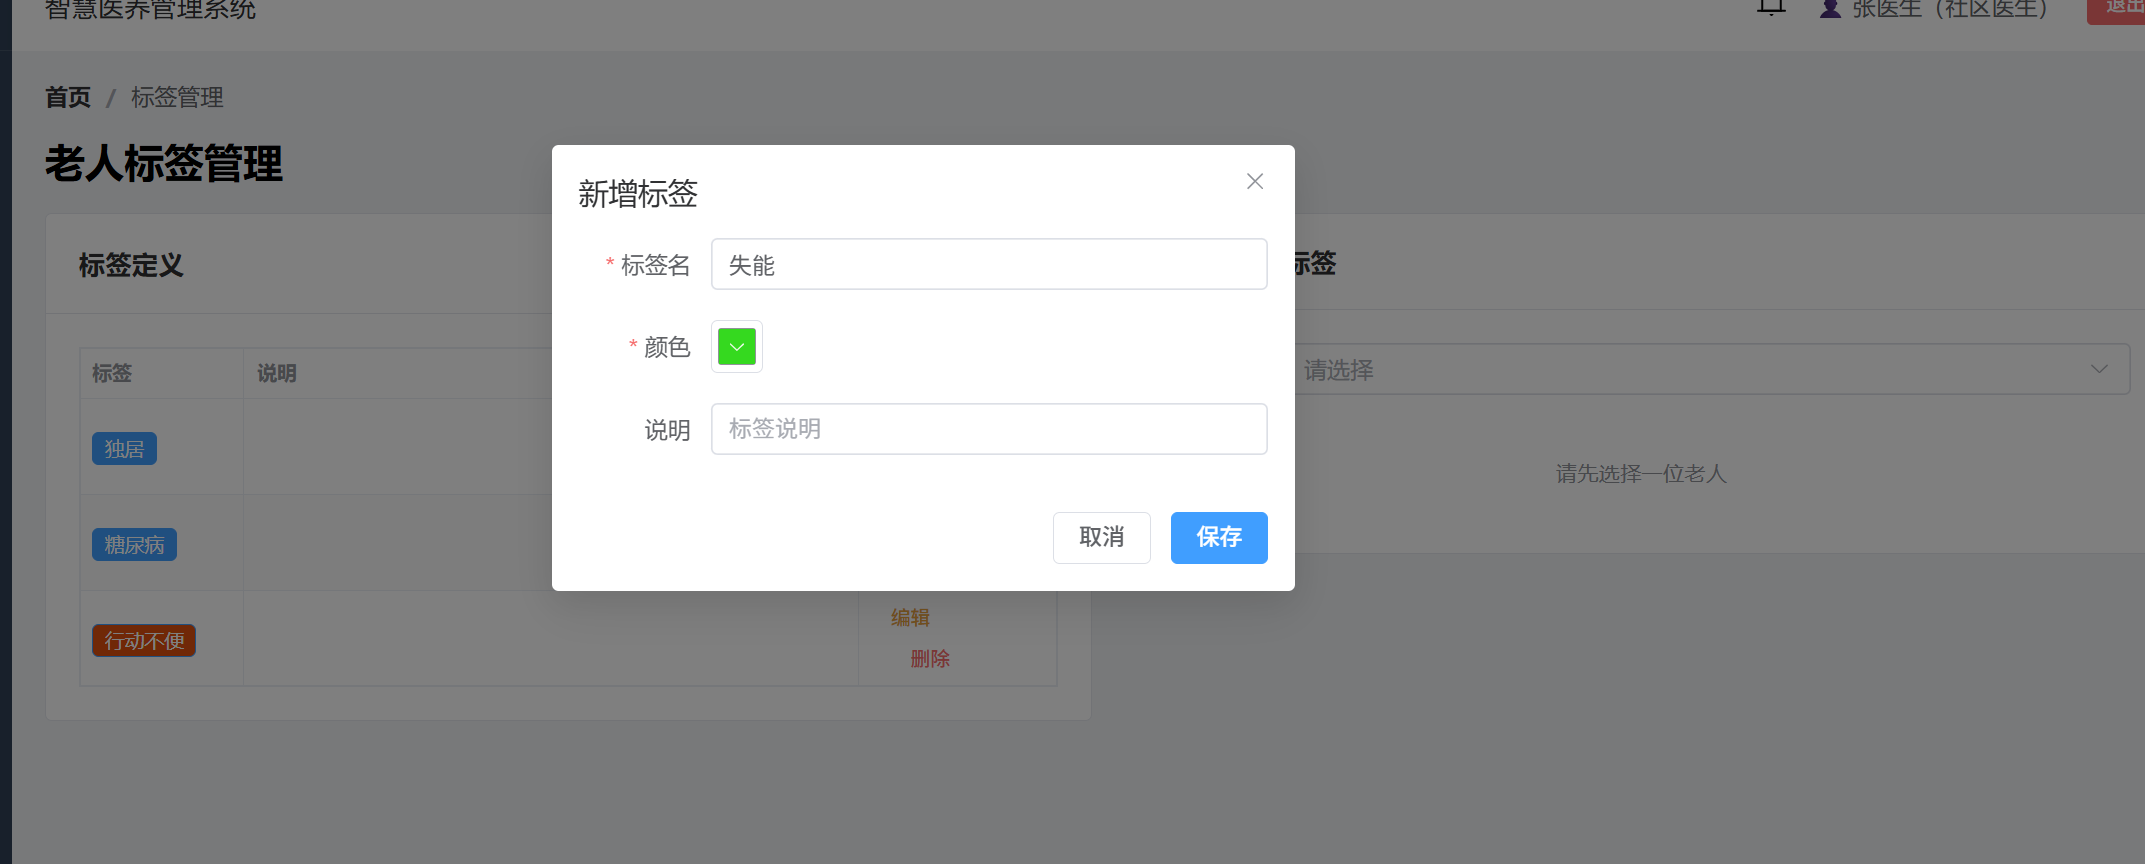 智慧医养管理系统
张医生（社区医生）
退出
首页 / 标签管理
老人标签管理
标签定义
标签
标签 说明
独居
糖尿病
行动不便
编辑
删除
请选择
请先选择一位老人
新增标签
* 标签名 失能
* 颜色
说明 标签说明
取消 保存